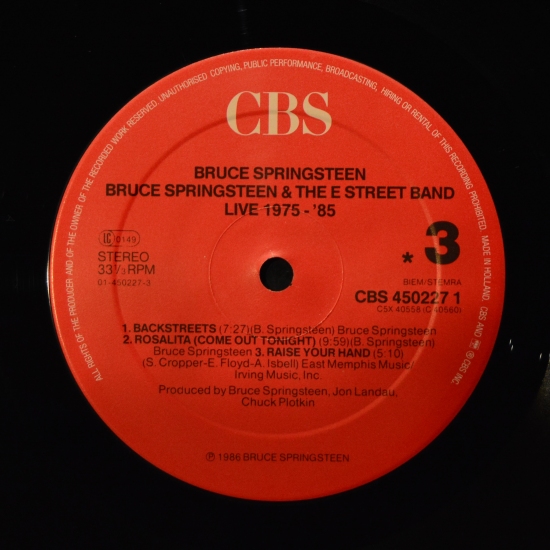 ALL RIGHTS OF THE PRODUCER AND OF THE OWNER OF THE RECORDED WORK RESERVED. UNAUTHORISED COPYING, PUBLIC PERFORMANCE, BROADCASTING, HIRING OR RENTAL OF THIS RECORDING PROHIBITED. MADE IN HOLLAND. CBS AND ® CBS INC.
CBS
BRUCE SPRINGSTEEN
BRUCE SPRINGSTEEN & THE E STREET BAND
LIVE 1975 - '85
LC 0149
STEREO
33⅓ RPM
01-450227-3
* 3
BIEM/STEMRA
CBS 450227 1
C5X 40558 (C 40560)
1. BACKSTREETS (7:27)(B. Springsteen) Bruce Springsteen
2. ROSALITA (COME OUT TONIGHT) (9:59)(B. Springsteen)
Bruce Springsteen 3. RAISE YOUR HAND (5:10)
(S. Cropper-E. Floyd-A. Isbell) East Memphis Music/
Irving Music, Inc.
Produced by Bruce Springsteen, Jon Landau,
Chuck Plotkin
℗ 1986 BRUCE SPRINGSTEEN